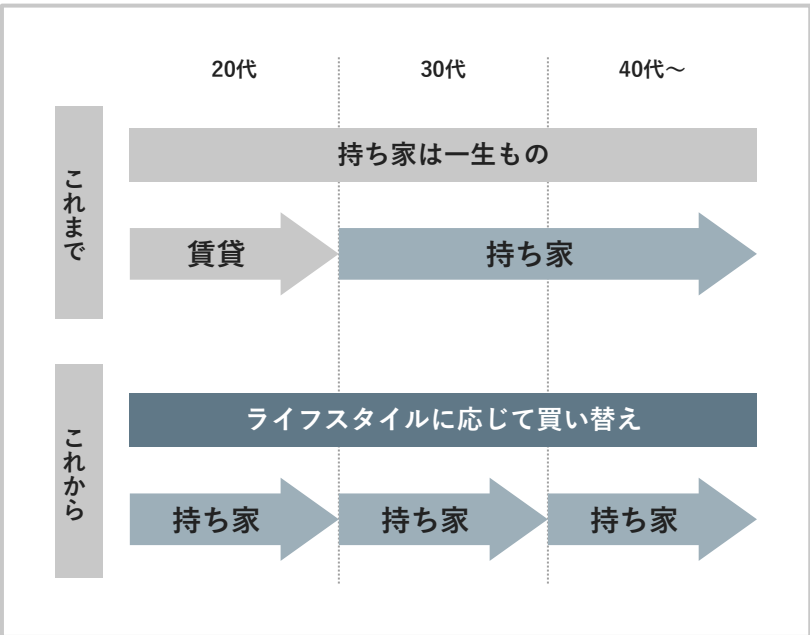 20代
30代
40代～
これまで
持ち家は一生もの
賃貸
持ち家
これから
ライフスタイルに応じて買い替え
持ち家
持ち家
持ち家